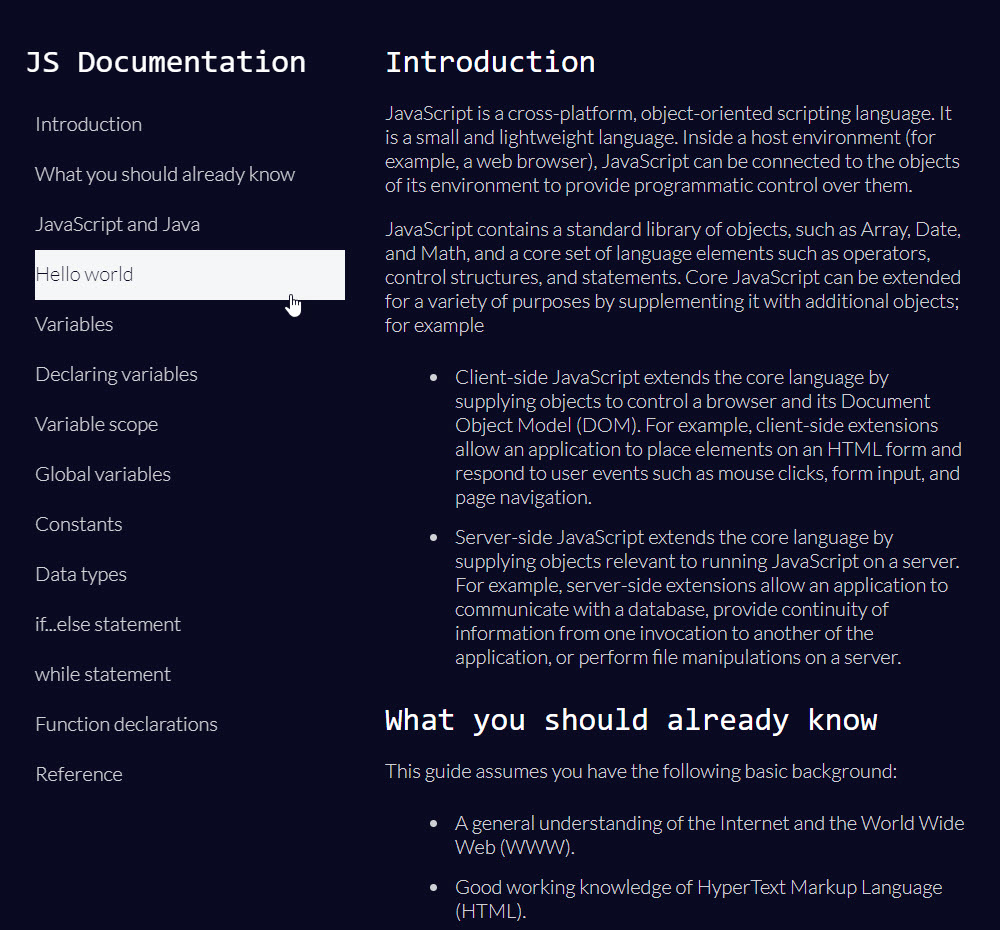 JS Documentation
Introduction
What you should already know
JavaScript and Java
Hello world
Variables
Declaring variables
Variable scope
Global variables
Constants
Data types
if...else statement
while statement
Function declarations
Reference
Introduction
JavaScript is a cross-platform, object-oriented scripting language. It
is a small and lightweight language. Inside a host environment (for
example, a web browser), JavaScript can be connected to the objects
of its environment to provide programmatic control over them.
JavaScript contains a standard library of objects, such as Array, Date,
and Math, and a core set of language elements such as operators,
control structures, and statements. Core JavaScript can be extended
for a variety of purposes by supplementing it with additional objects;
for example
• Client-side JavaScript extends the core language by
supplying objects to control a browser and its Document
Object Model (DOM). For example, client-side extensions
allow an application to place elements on an HTML form and
respond to user events such as mouse clicks, form input, and
page navigation.
• Server-side JavaScript extends the core language by
supplying objects relevant to running JavaScript on a server.
For example, server-side extensions allow an application to
communicate with a database, provide continuity of
information from one invocation to another of the
application, or perform file manipulations on a server.
What you should already know
This guide assumes you have the following basic background:
• A general understanding of the Internet and the World Wide
Web (WWW).
• Good working knowledge of HyperText Markup Language
(HTML).